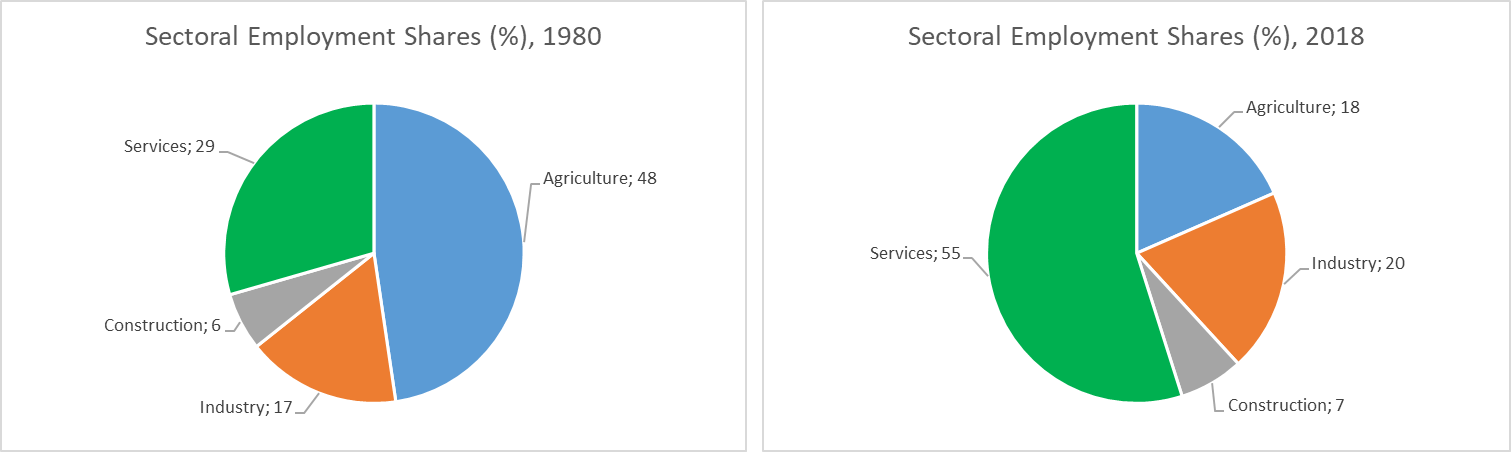 Sectoral Employment Shares (%), 1980
Services; 29
Agriculture; 48
Construction; 6
Industry; 17
Sectoral Employment Shares (%), 2018
Agriculture; 18
Services; 55
Industry; 20
Construction; 7